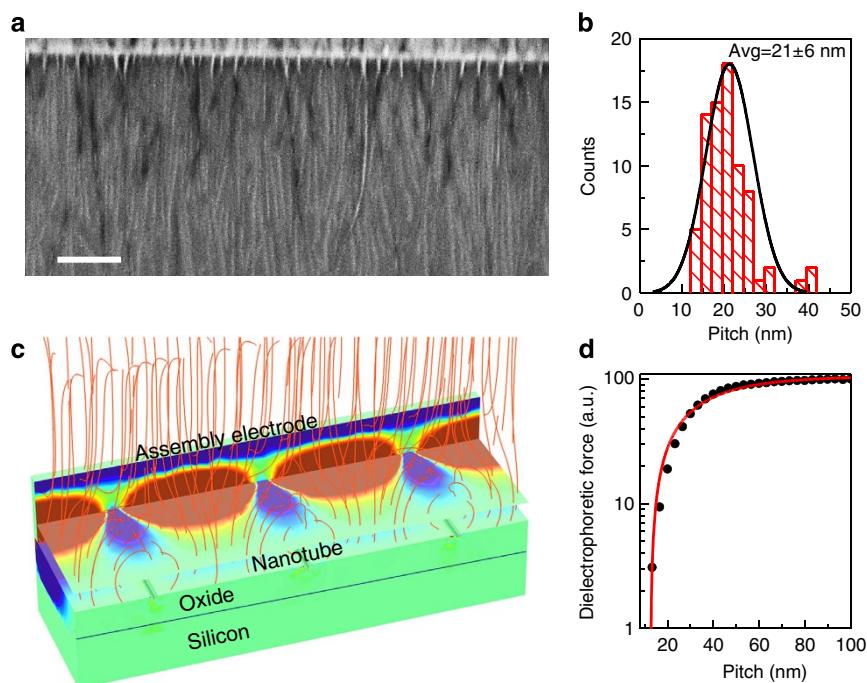 a
b
Avg=21±6 nm
20
15
10
5
0
Counts
0 10 20 30 40 50
Pitch (nm)
c
Assembly electrode
Nanotube
Oxide
Silicon
d
100
10
1
Dielectrophoretic force (a.u.)
20 40 60 80 100
Pitch (nm)